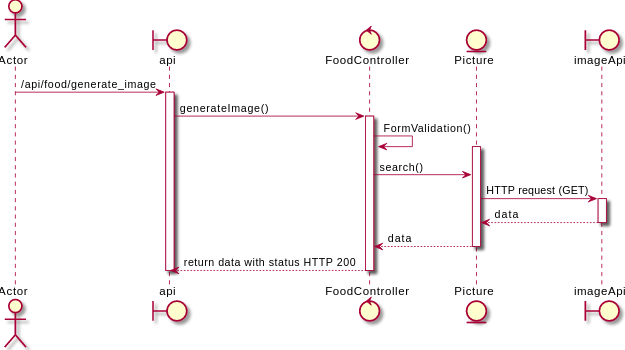 Actor api FoodController Picture imageApi
/api/food/generate_image
generateImage()
FormValidation()
search()
HTTP request (GET)
data
data
return data with status HTTP 200
Actor api FoodController Picture imageApi